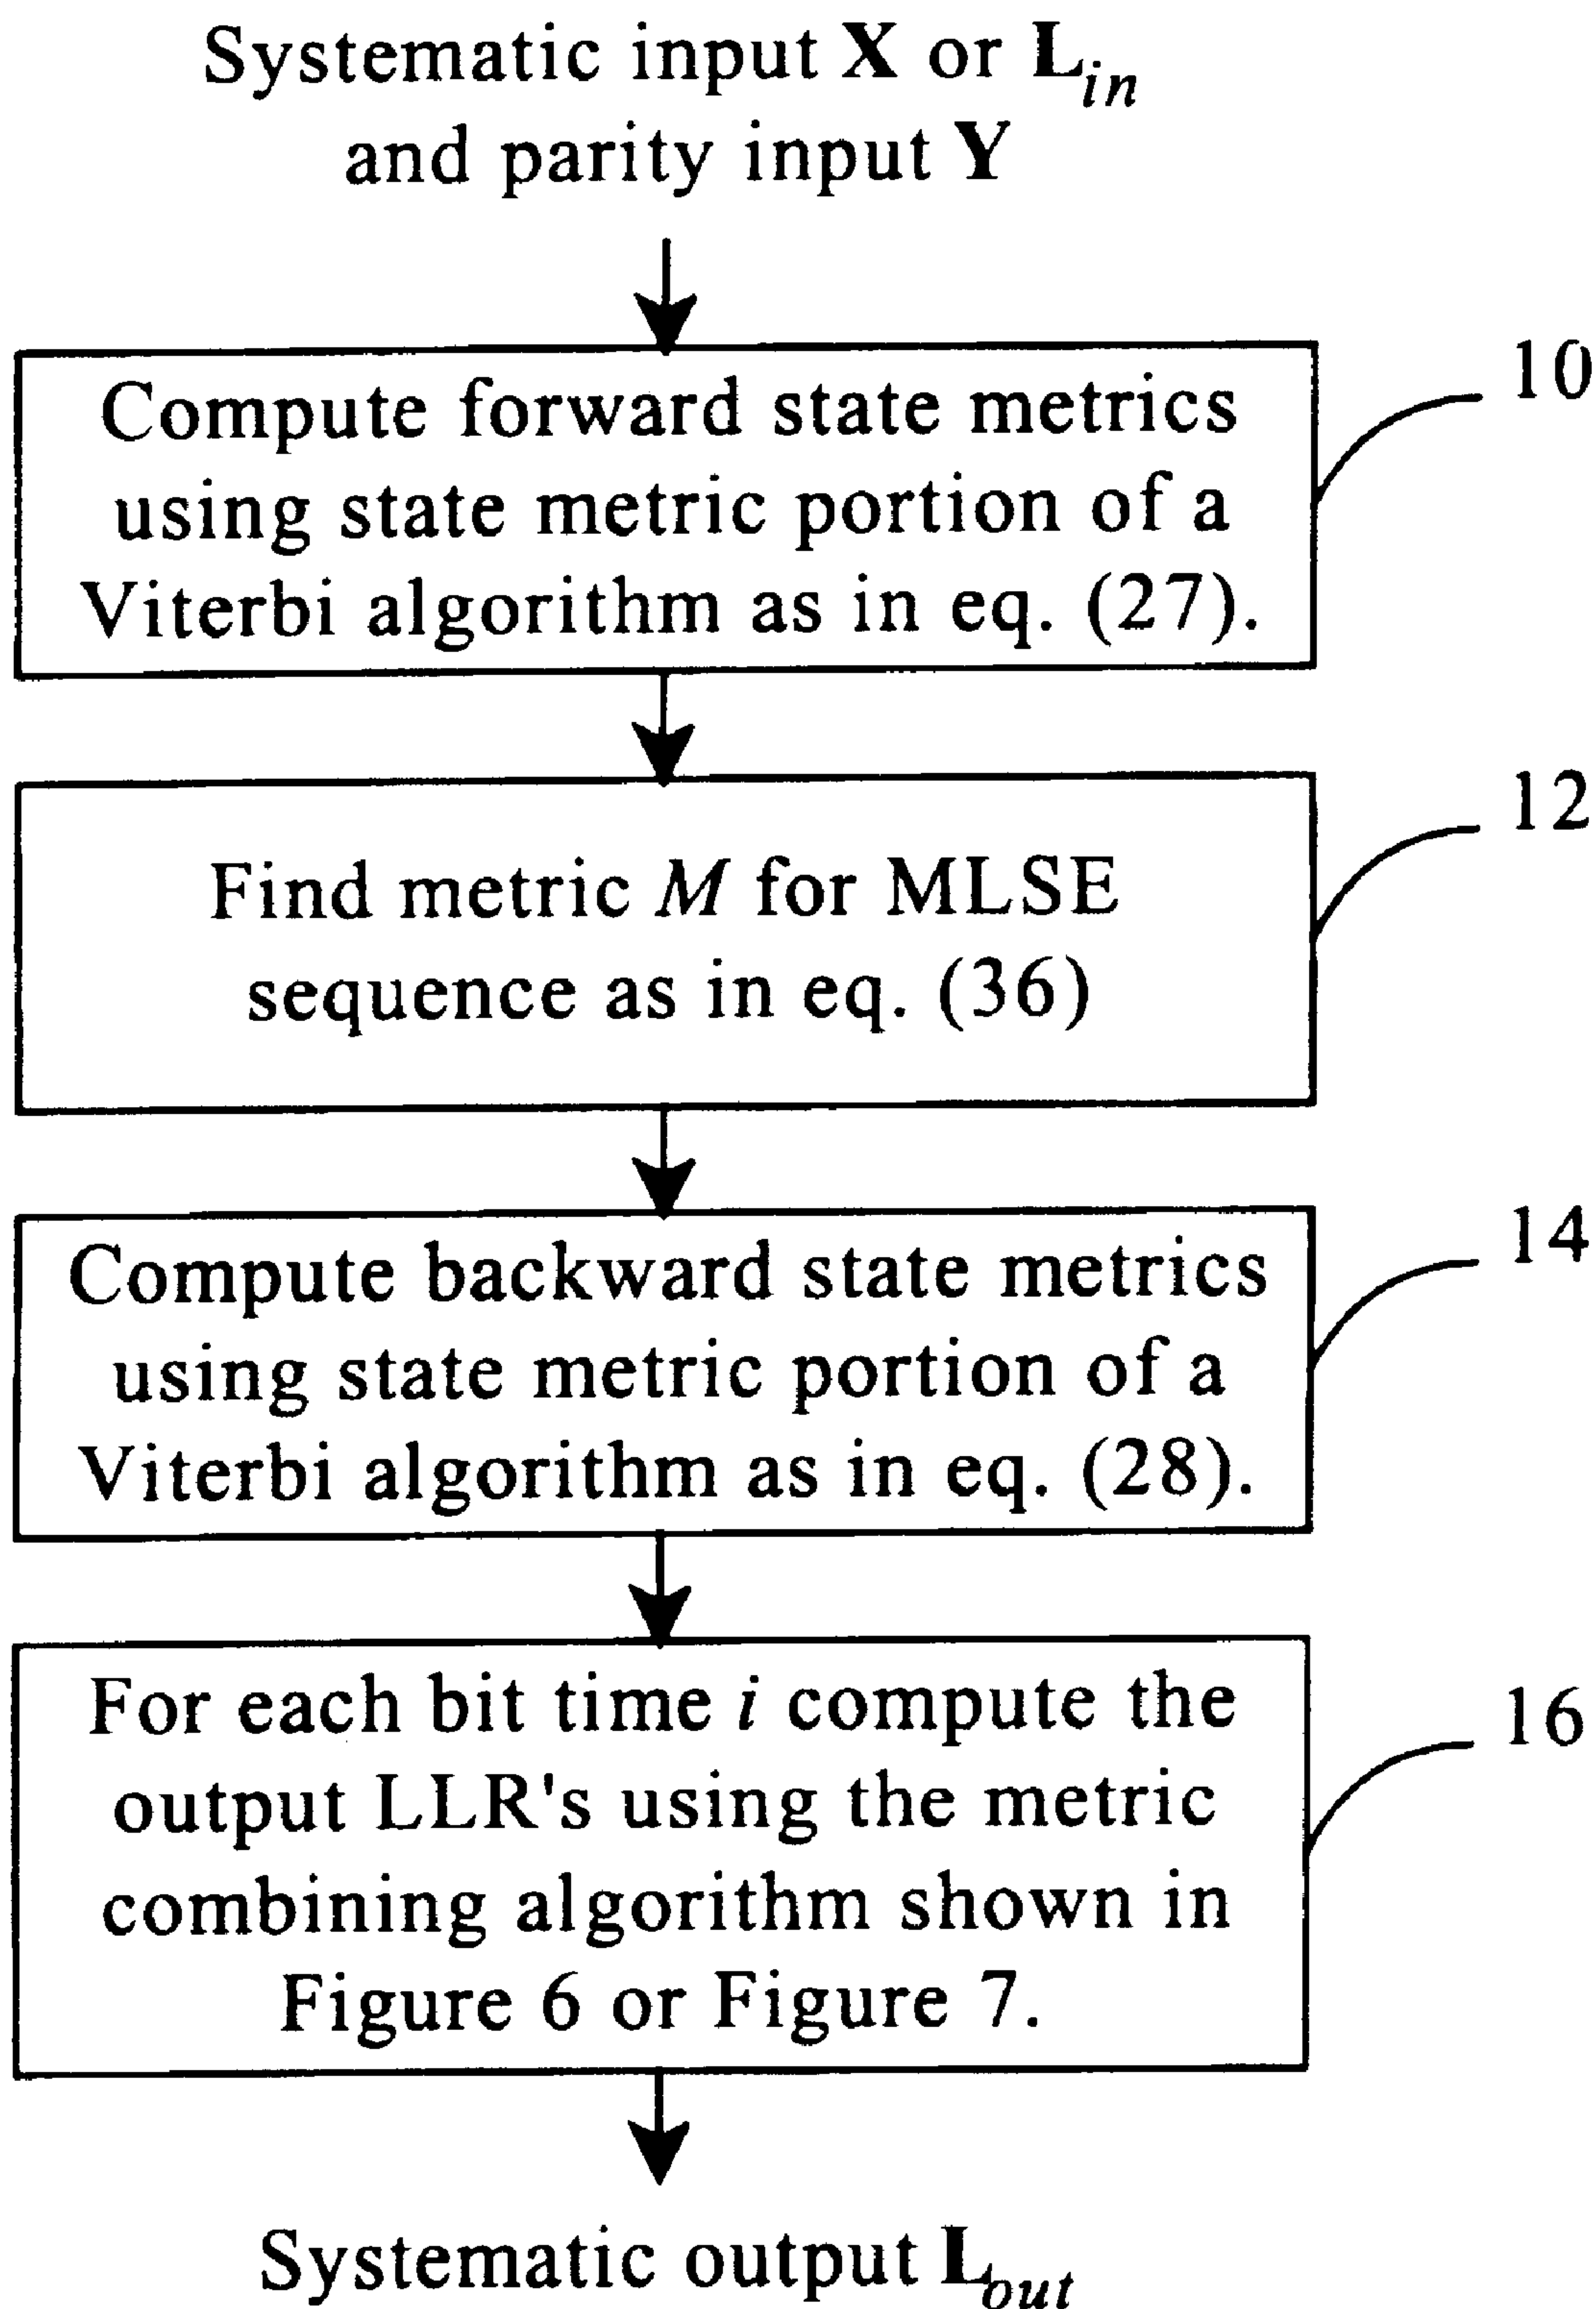 Systematic input X or L_in
and parity input Y
Compute forward state metrics
using state metric portion of a
Viterbi algorithm as in eq. (27).
10
Find metric M for MLSE
sequence as in eq. (36)
12
Compute backward state metrics
using state metric portion of a
Viterbi algorithm as in eq. (28).
14
For each bit time i compute the
output LLR's using the metric
combining algorithm shown in
Figure 6 or Figure 7.
16
Systematic output L_out